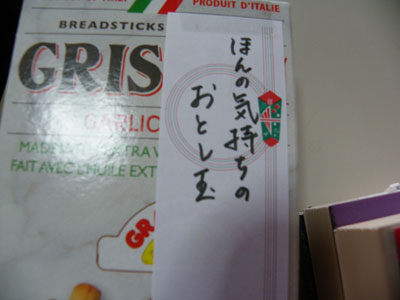 PRODUIT D'ITALIE
BREADSTICKS
GRIS
GARLIC
MADE
FAIT AVEC L'HUILE EXT
ほんの気持ちの
おとし玉